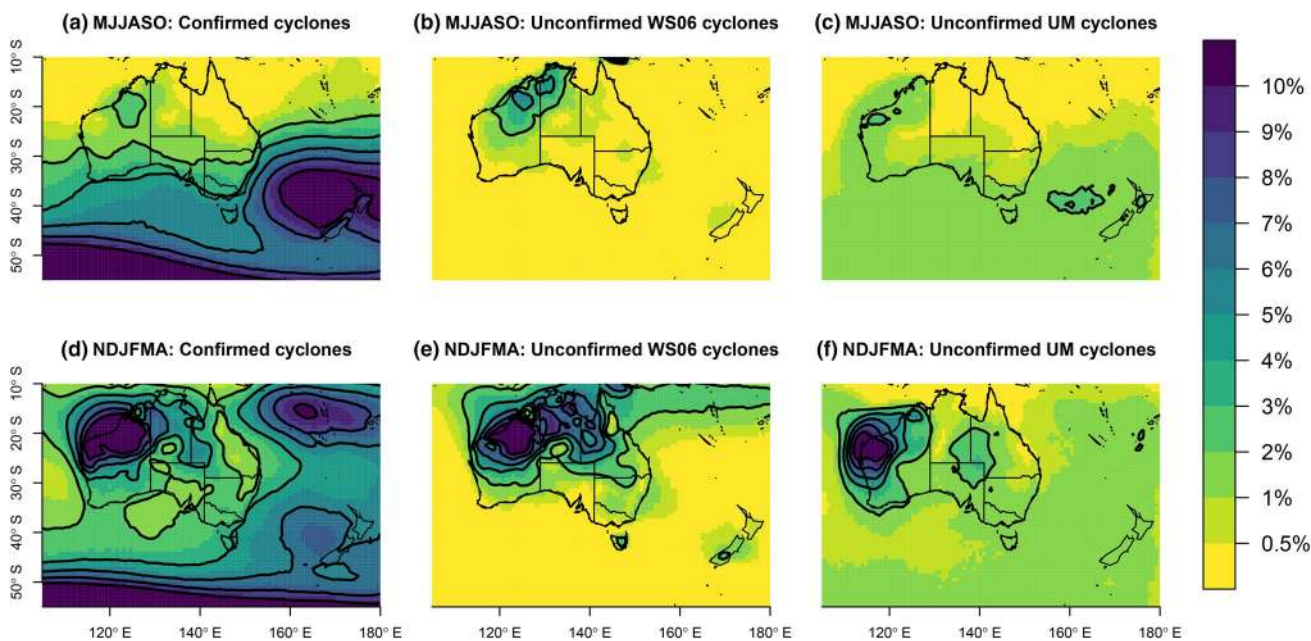 (a) MJJASO: Confirmed cyclones
(b) MJJASO: Unconfirmed WS06 cyclones
(c) MJJASO: Unconfirmed UM cyclones
10° S
20° S
30° S
40° S
50° S
(d) NDJFMA: Confirmed cyclones
(e) NDJFMA: Unconfirmed WS06 cyclones
(f) NDJFMA: Unconfirmed UM cyclones
10° S
20° S
30° S
40° S
50° S
120° E
140° E
160° E
180° E
120° E
140° E
160° E
180° E
120° E
140° E
160° E
180° E
10%
9%
8%
7%
6%
5%
4%
3%
2%
1%
0.5%